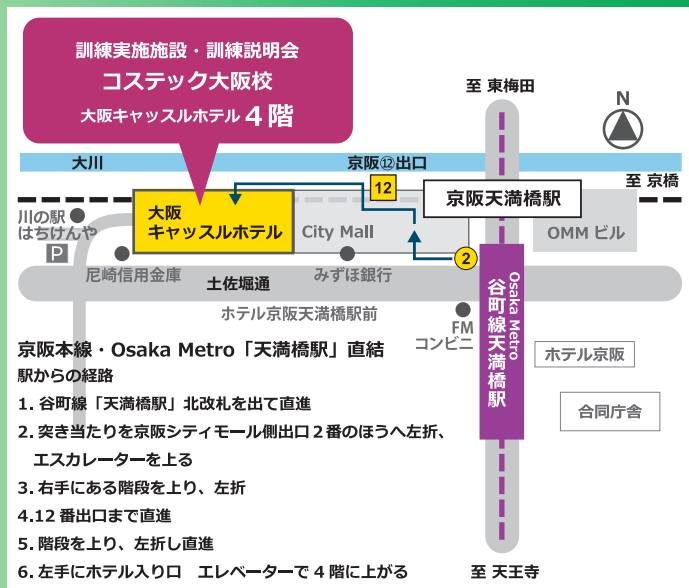 訓練実施施設・訓練説明会
コステック大阪校
大阪キャッスルホテル 4 階
至 東梅田
N
大川
京阪⑫出口
至 京橋
12
京阪天満橋駅
川の駅
はちけんや
P
大阪
キャッスルホテル
City Mall
OMM ビル
2
尼崎信用金庫
みずほ銀行
土佐堀通
ホテル京阪天満橋駅前
FM
コンビニ
Osaka Metro
谷町線天満橋駅
ホテル京阪
合同庁舎
京阪本線・Osaka Metro「天満橋駅」直結
駅からの経路
1. 谷町線「天満橋駅」北改札を出て直進
2. 突き当たりを京阪シティモール側出口２番のほうへ左折、
エスカレーターを上る
3. 右手にある階段を上り、左折
4.12 番出口まで直進
5. 階段を上り、左折し直進
6. 左手にホテル入り口　エレベーターで 4 階に上がる
至 天王寺